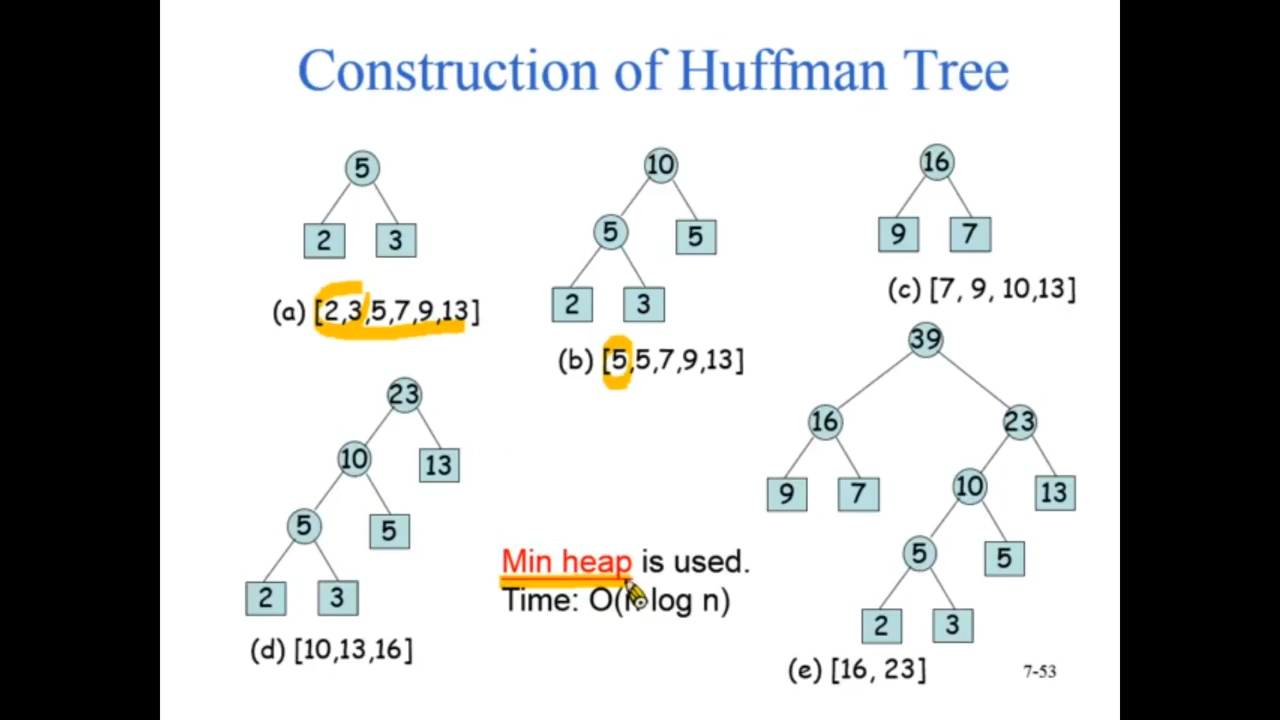 Construction of Huffman Tree
5
2 3
(a) [2,3,5,7,9,13]
10
5 5
2 3
(b) [5,5,7,9,13]
16
9 7
(c) [7, 9, 10,13]
23
10 13
5 5
2 3
(d) [10,13,16]
Min heap is used.
Time: O( log n)
39
16 23
9 7 10 13
5 5
2 3
(e) [16, 23]
7-53